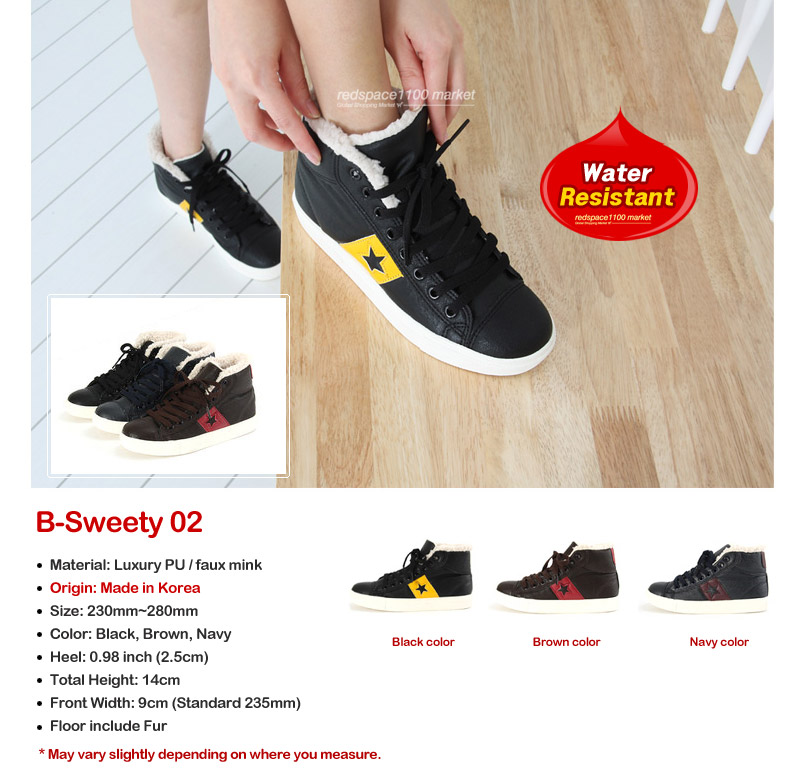 redspace1100 market
Global Shopping Market
Water
Resistant
redspace1100 market
Global Shopping Market
B-Sweety 02
• Material: Luxury PU / faux mink
• Origin: Made in Korea
• Size: 230mm~280mm
• Color: Black, Brown, Navy
• Heel: 0.98 inch (2.5cm)
• Total Height: 14cm
• Front Width: 9cm (Standard 235mm)
• Floor include Fur
* May vary slightly depending on where you measure.
Black color
Brown color
Navy color